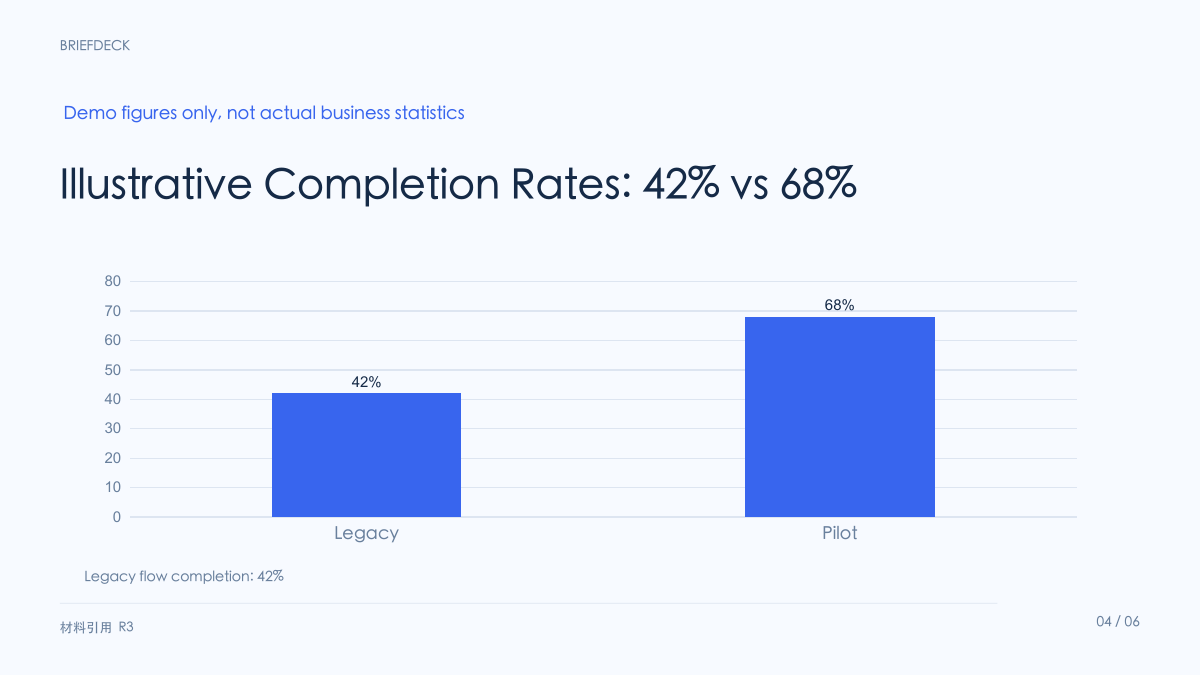 BRIEFDECK
Demo figures only, not actual business statistics
Illustrative Completion Rates: 42% vs 68%
80
70
60
50
40
30
20
10
0
42%
68%
Legacy
Pilot
Legacy flow completion: 42%
材料引用 R3
04 / 06